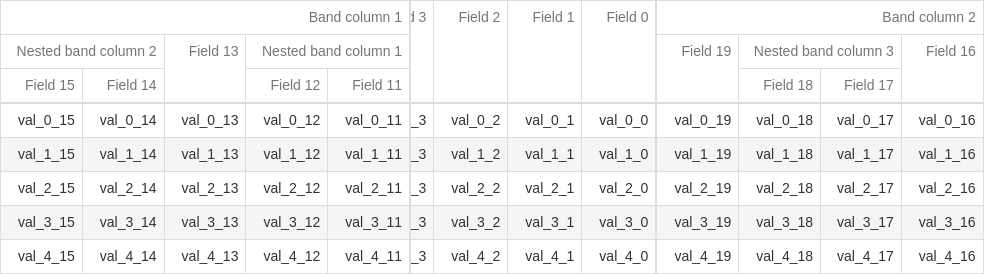 Band column 1 d 3 Field 2 Field 1 Field 0 Band column 2
Nested band column 2 Field 13 Nested band column 1 Field 19 Nested band column 3 Field 16
Field 15 Field 14 Field 12 Field 11 Field 18 Field 17
val_0_15 val_0_14 val_0_13 val_0_12 val_0_11 _3 val_0_2 val_0_1 val_0_0 val_0_19 val_0_18 val_0_17 val_0_16
val_1_15 val_1_14 val_1_13 val_1_12 val_1_11 _3 val_1_2 val_1_1 val_1_0 val_1_19 val_1_18 val_1_17 val_1_16
val_2_15 val_2_14 val_2_13 val_2_12 val_2_11 _3 val_2_2 val_2_1 val_2_0 val_2_19 val_2_18 val_2_17 val_2_16
val_3_15 val_3_14 val_3_13 val_3_12 val_3_11 _3 val_3_2 val_3_1 val_3_0 val_3_19 val_3_18 val_3_17 val_3_16
val_4_15 val_4_14 val_4_13 val_4_12 val_4_11 _3 val_4_2 val_4_1 val_4_0 val_4_19 val_4_18 val_4_17 val_4_16